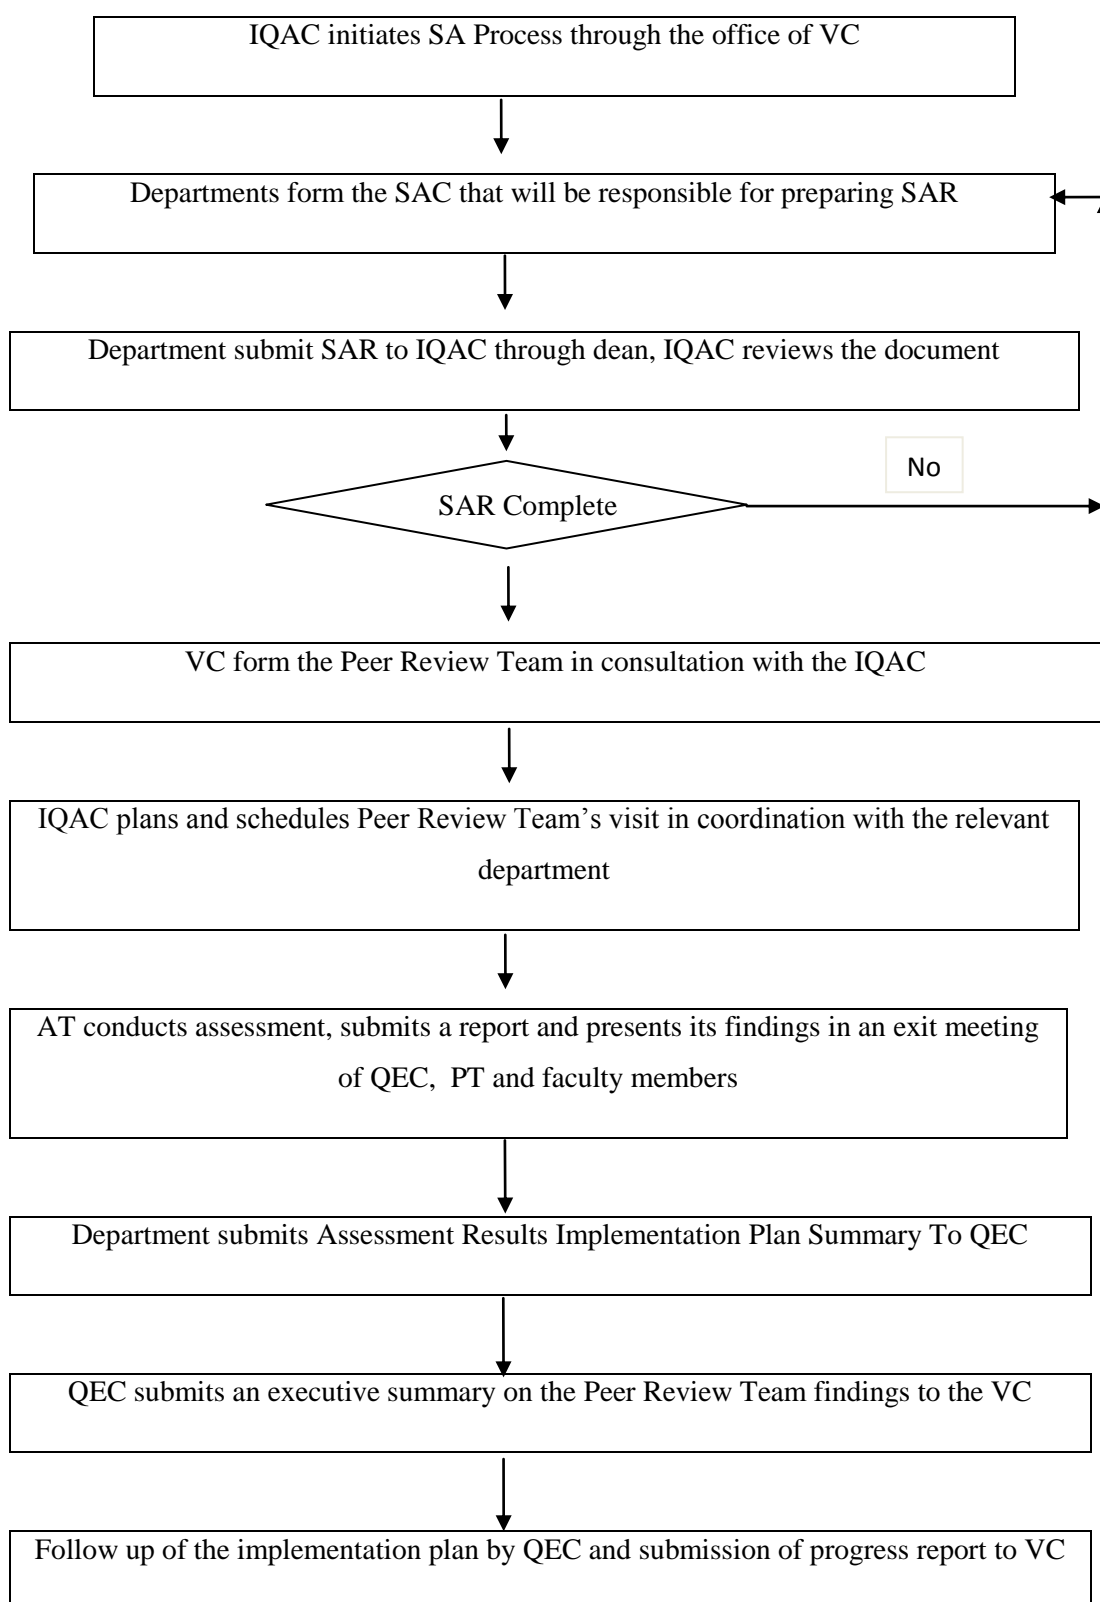 IQAC initiates SA Process through the office of VC
Departments form the SAC that will be responsible for preparing SAR
Department submit SAR to IQAC through dean, IQAC reviews the document
No
SAR Complete
VC form the Peer Review Team in consultation with the IQAC
IQAC plans and schedules Peer Review Team’s visit in coordination with the relevant
department
AT conducts assessment, submits a report and presents its findings in an exit meeting
of QEC, PT and faculty members
Department submits Assessment Results Implementation Plan Summary To QEC
QEC submits an executive summary on the Peer Review Team findings to the VC
Follow up of the implementation plan by QEC and submission of progress report to VC